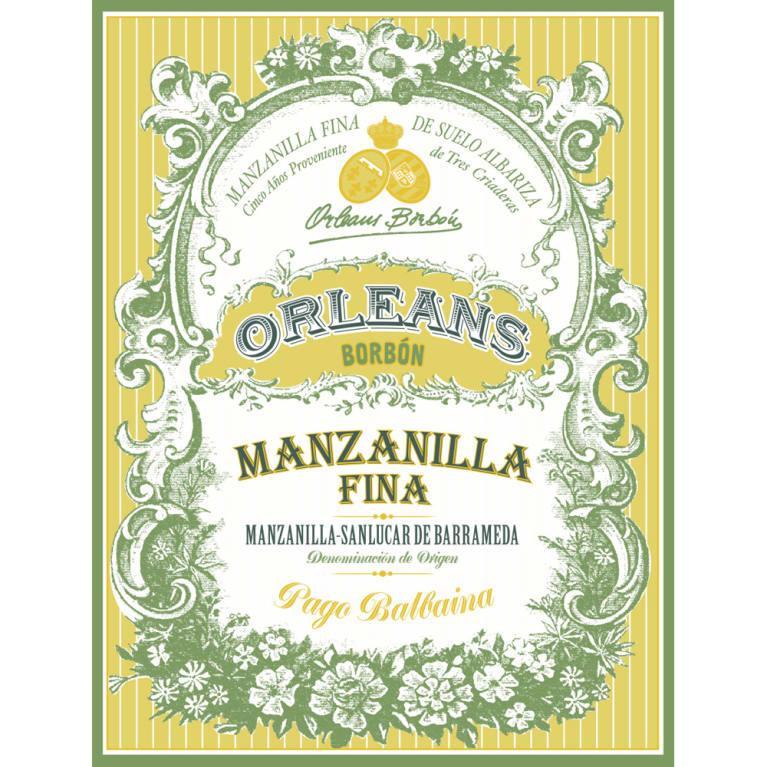 MANZANILLA FINA DE SUELO ALBARIZA
Cinco Años Proveniente de Tres Criaderas
Orleans Borbón
ORLEANS
BORBÓN
MANZANILLA
FINA
MANZANILLA-SANLUCAR DE BARRAMEDA
Denominación de Origen
Pago Balbaina